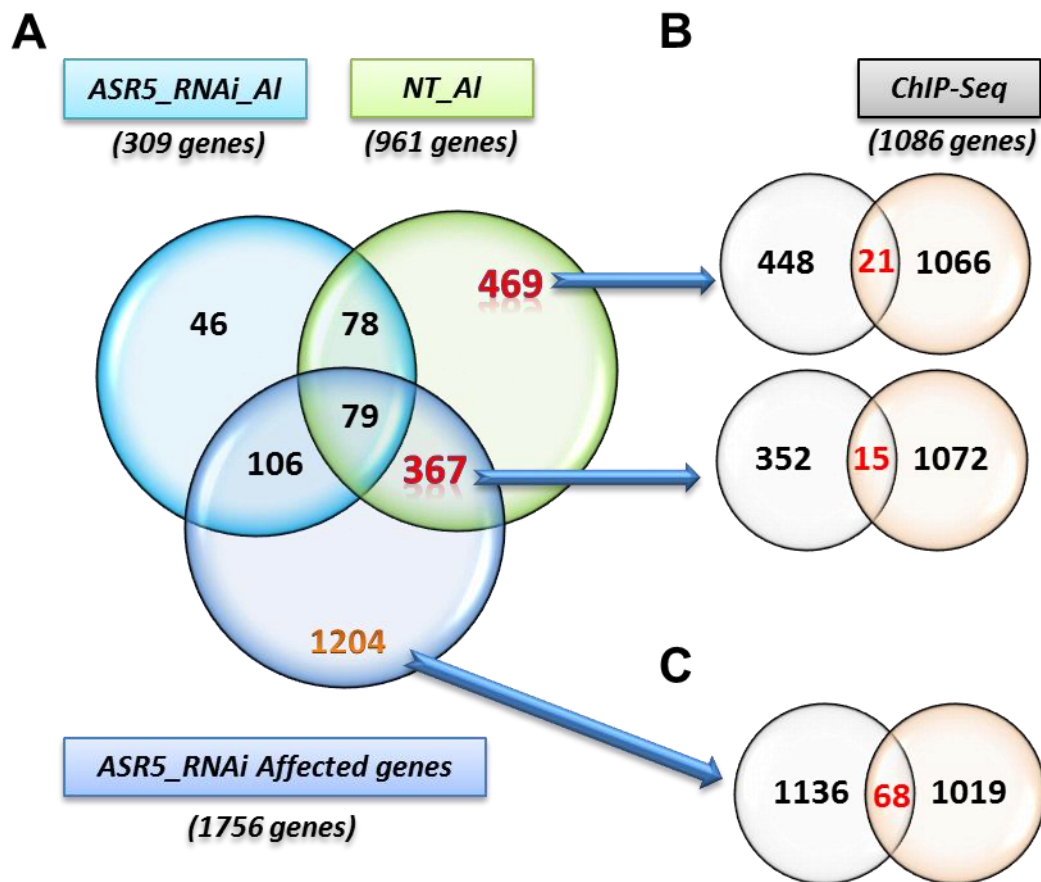 A
ASR5_RNAi_Al
(309 genes)
NT_Al
(961 genes)
46
78
469
79
106
367
1204
ASR5_RNAi Affected genes
(1756 genes)
B
ChIP-Seq
(1086 genes)
448
21
1066
352
15
1072
C
1136
68
1019